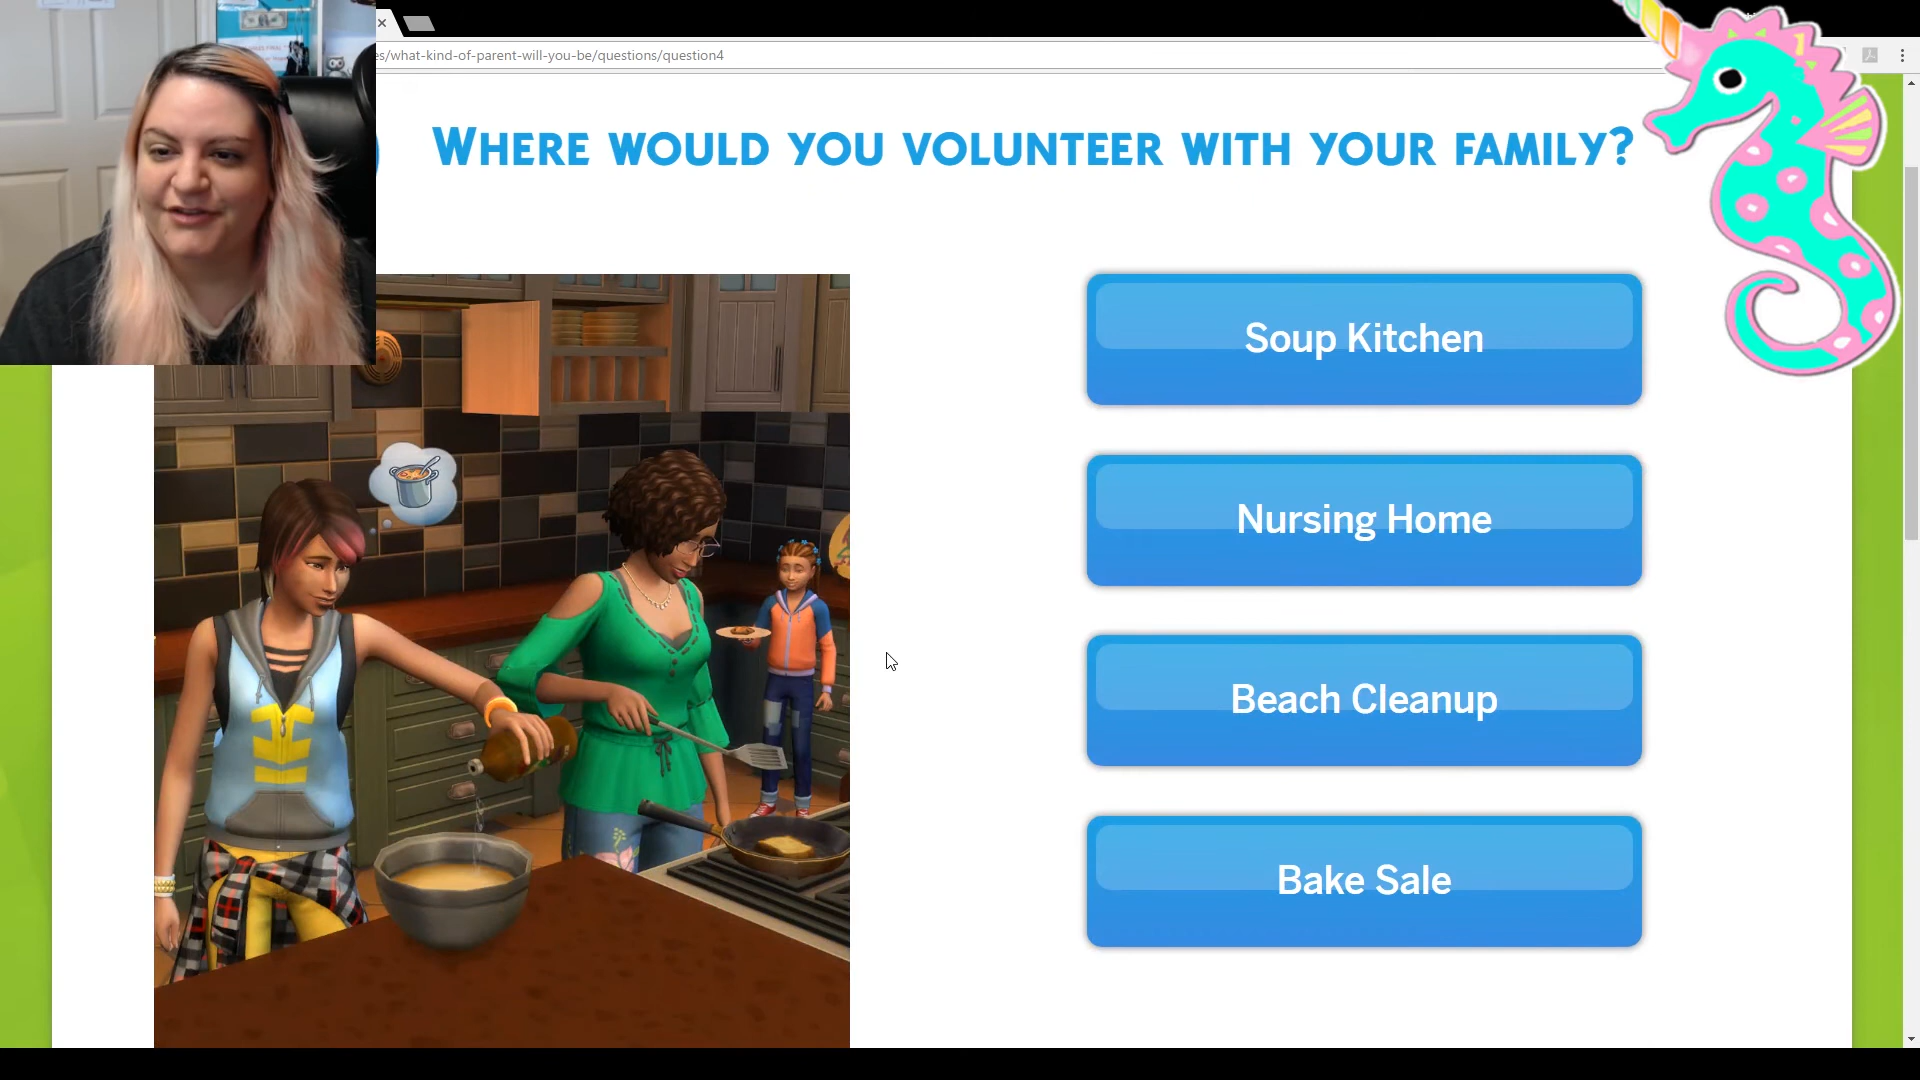 es/what-kind-of-parent-will-you-be/questions/question4
WHERE WOULD YOU VOLUNTEER WITH YOUR FAMILY?
Soup Kitchen
Nursing Home
Beach Cleanup
Bake Sale